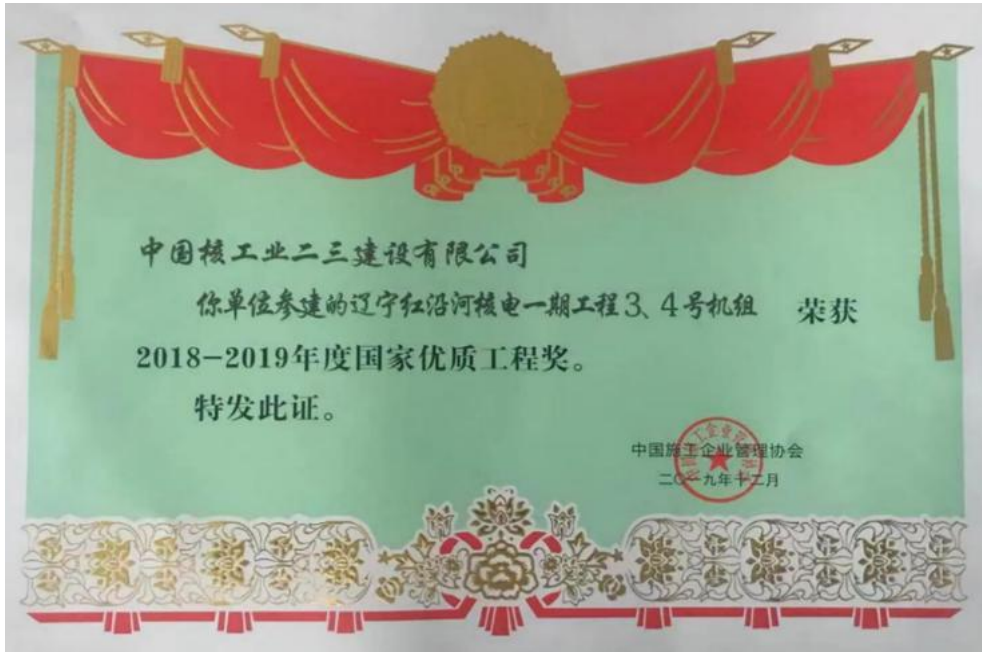 中国核工业二三建设有限公司
你单位参建的辽宁红沿河核电一期工程3、4号机组 荣获
2018-2019年度国家优质工程奖。
特发此证。
中国施工企业管理协会
二〇一九年十二月